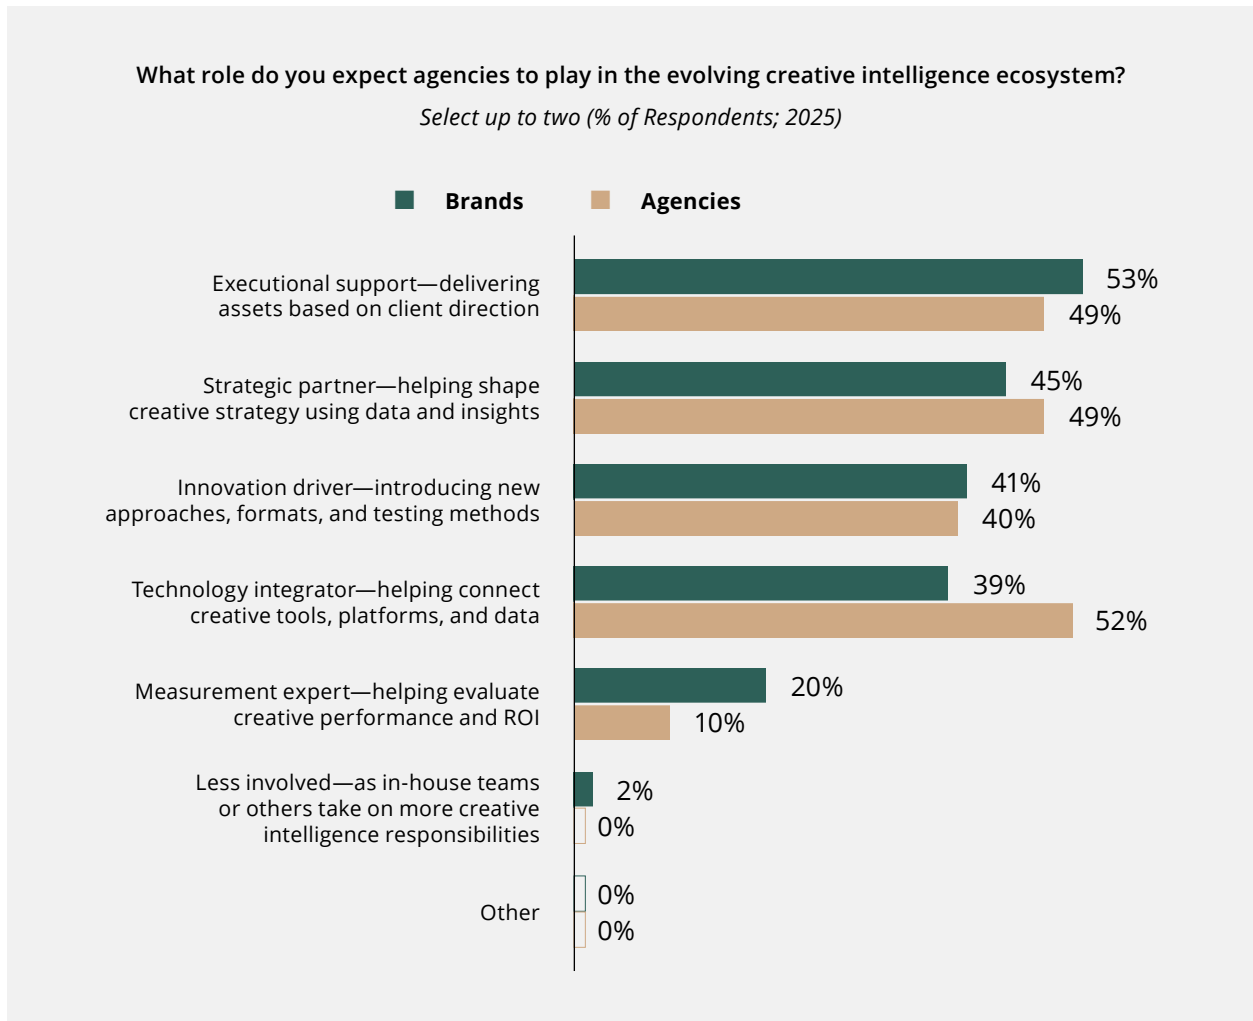 What role do you expect agencies to play in the evolving creative intelligence ecosystem?
Select up to two (% of Respondents; 2025)
Brands
Agencies
Executional support—delivering
assets based on client direction
53%
49%
Strategic partner—helping shape
creative strategy using data and insights
45%
49%
Innovation driver—introducing new
approaches, formats, and testing methods
41%
40%
Technology integrator—helping connect
creative tools, platforms, and data
39%
52%
Measurement expert—helping evaluate
creative performance and ROI
20%
10%
Less involved—as in-house teams
or others take on more creative
intelligence responsibilities
2%
0%
Other
0%
0%